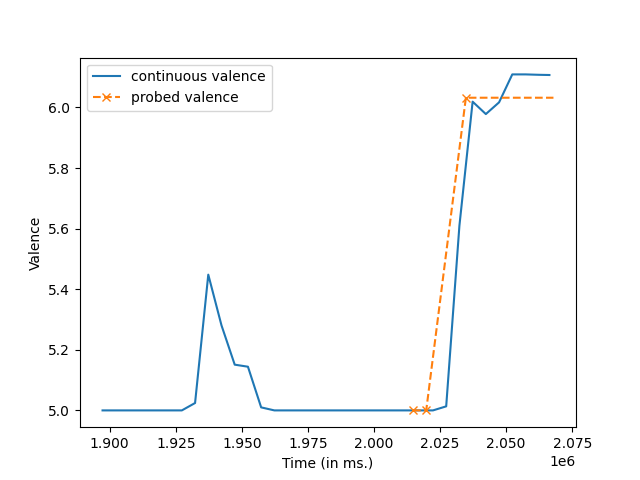 continuous valence
probed valence
6.0
5.8
5.6
5.4
5.2
5.0
Valence
1.900
1.925
1.950
1.975
2.000
2.025
2.050
2.075
Time (in ms.)
1e6